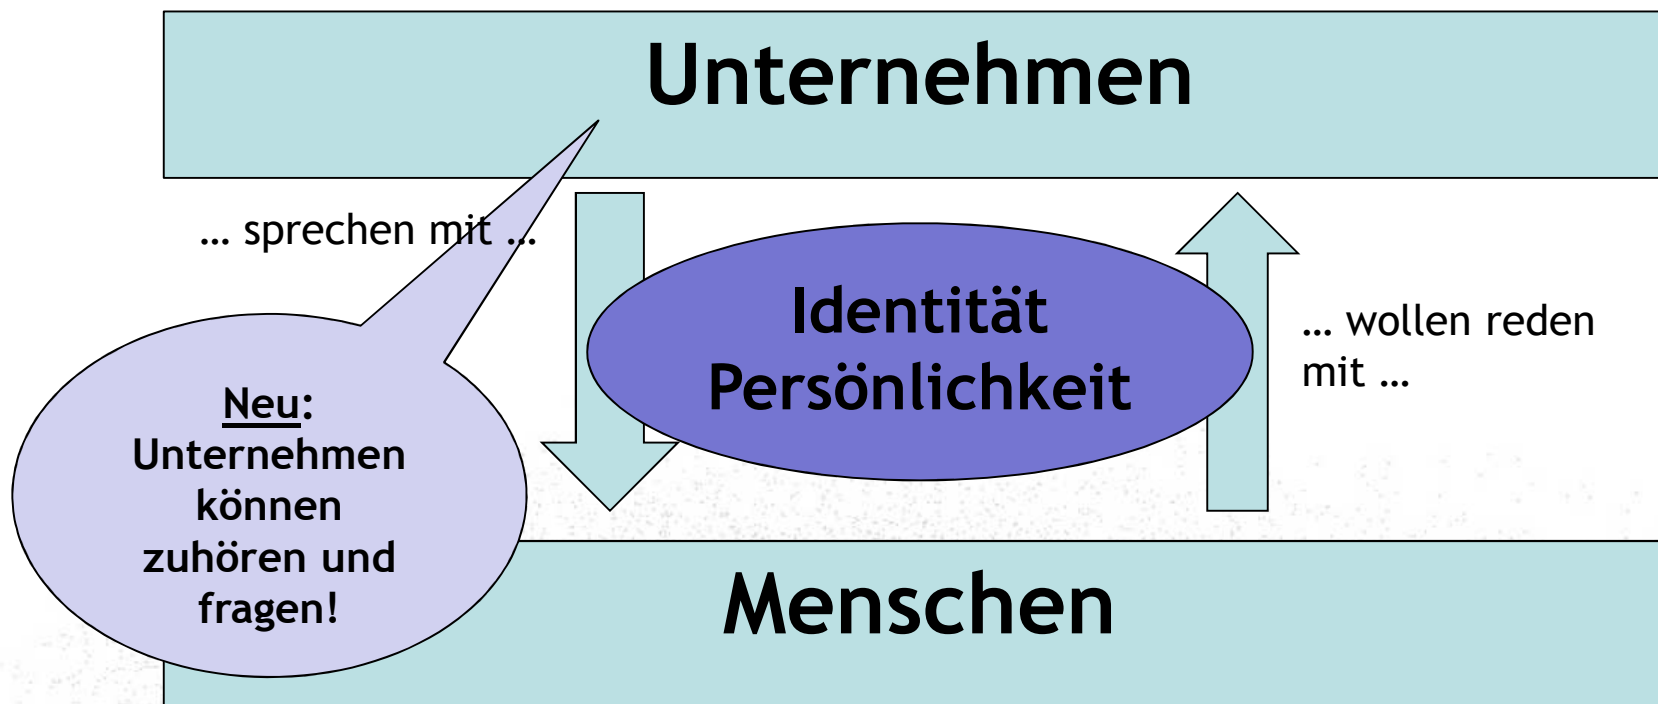 Unternehmen
… sprechen mit …
Identität
Persönlichkeit
… wollen reden
mit …
Neu:
Unternehmen
können
zuhören und
fragen!
Menschen